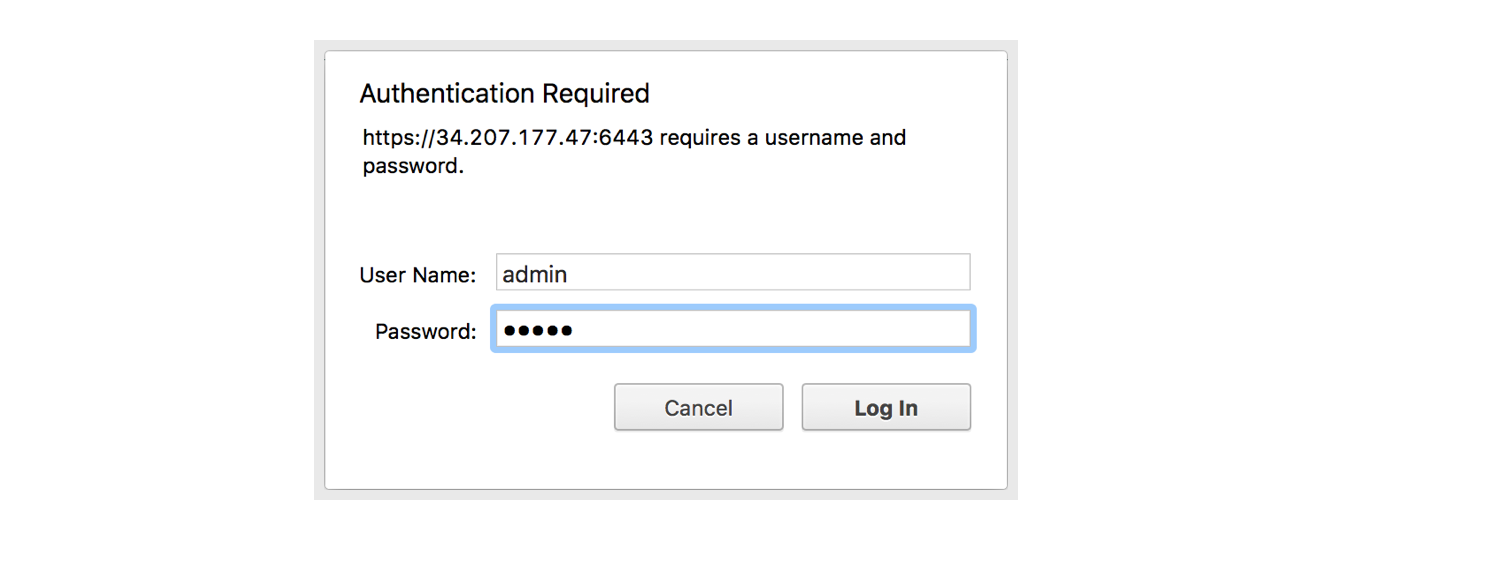 Authentication Required
https://34.207.177.47:6443 requires a username and
password.
User Name: admin
Password: •••••
Cancel Log In